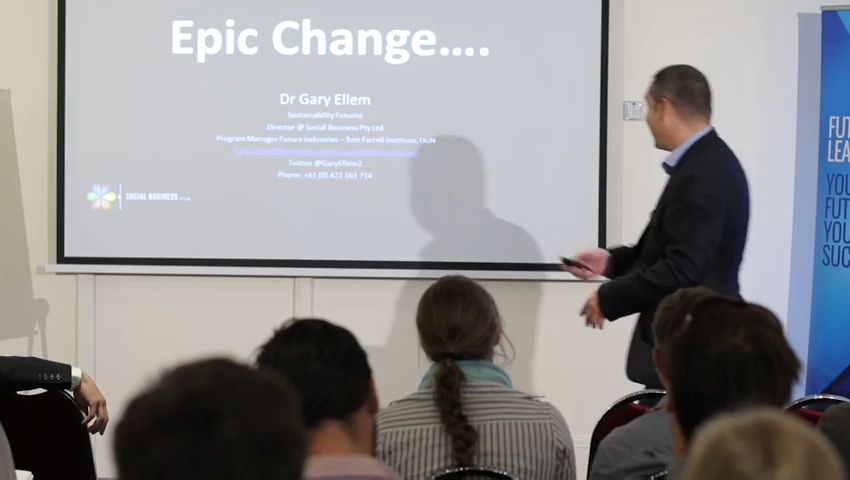 Epic Change....
Dr Gary Ellem
Sustainability Futurist
Director @ Social Business Pty Ltd
Program Manager Future Industries – Tom Farrell Institute, UoN
Twitter @GaryEllem2
Phone: +61 (0) 421 163 714
SOCIAL BUSINESS
FUT
LEA
YOU
FUT
YOU
SUC